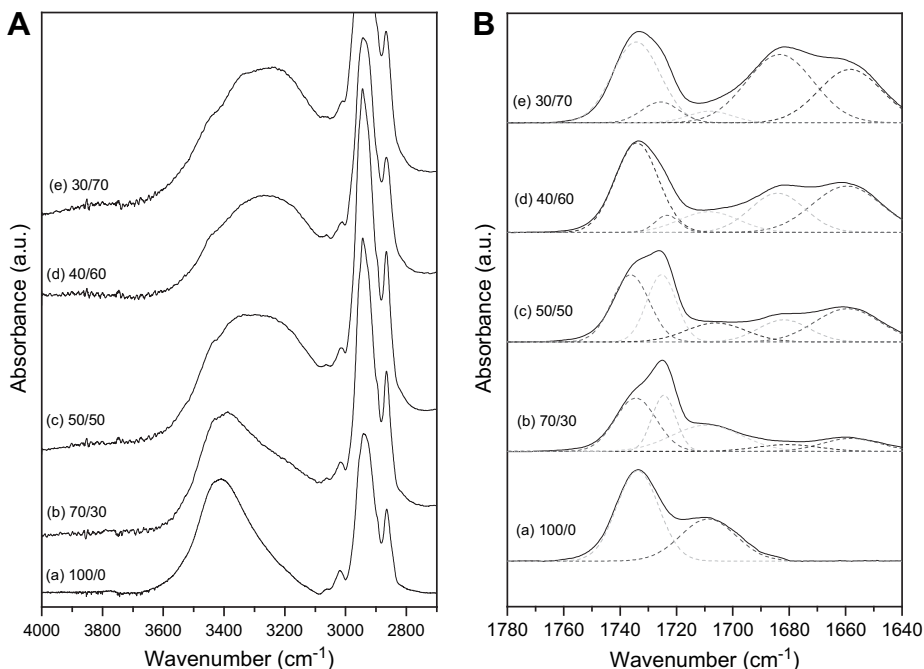 A
Absorbance (a.u.)
(e) 30/70
(d) 40/60
(c) 50/50
(b) 70/30
(a) 100/0
4000 3600 3200 3000 2800
Wavenumber (cm⁻¹)
B
Absorbance (a.u.)
(e) 30/70
(d) 40/60
(c) 50/50
(b) 70/30
(a) 100/0
1780 1760 1740 1720 1700 1680 1660 1640
Wavenumber (cm⁻¹)